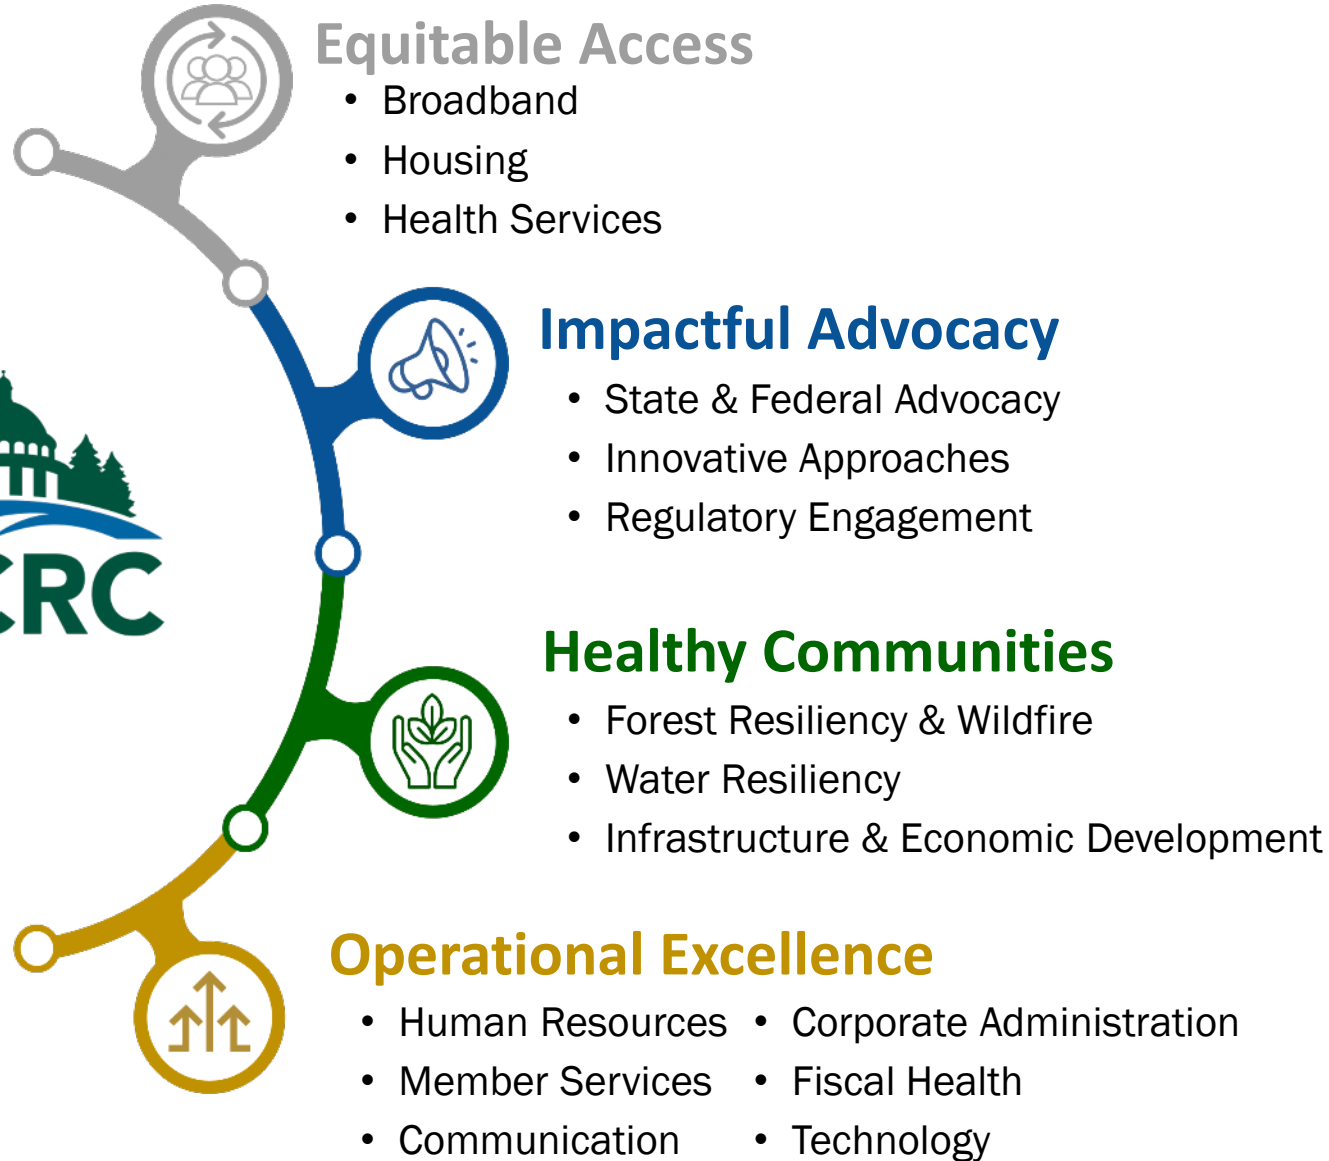 Equitable Access
• Broadband
• Housing
• Health Services
Impactful Advocacy
• State & Federal Advocacy
• Innovative Approaches
• Regulatory Engagement
CRC
Healthy Communities
• Forest Resiliency & Wildfire
• Water Resiliency
• Infrastructure & Economic Development
Operational Excellence
• Human Resources • Corporate Administration
• Member Services • Fiscal Health
• Communication • Technology